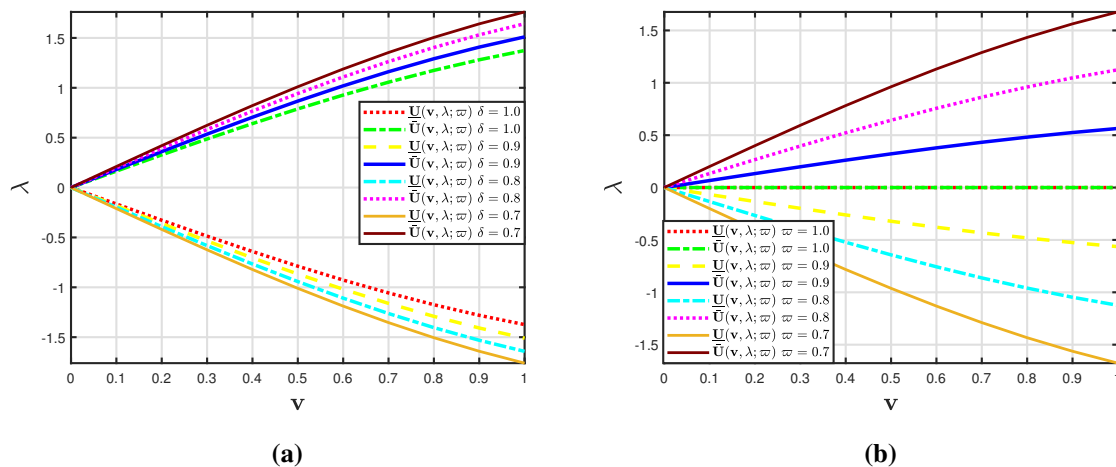 1.5
1
0.5
0
-0.5
-1
-1.5
λ
0 0.1 0.2 0.3 0.4 0.5 0.6 0.7 0.8 0.9 1
v
U̲(v, λ; ϖ) δ = 1.0
Ū(v, λ; ϖ) δ = 1.0
U̲(v, λ; ϖ) δ = 0.9
Ū(v, λ; ϖ) δ = 0.9
U̲(v, λ; ϖ) δ = 0.8
Ū(v, λ; ϖ) δ = 0.8
U̲(v, λ; ϖ) δ = 0.7
Ū(v, λ; ϖ) δ = 0.7
(a)
1.5
1
0.5
0
-0.5
-1
-1.5
λ
0 0.1 0.2 0.3 0.4 0.5 0.6 0.7 0.8 0.9 1
v
U̲(v, λ; ϖ) ϖ = 1.0
Ū(v, λ; ϖ) ϖ = 1.0
U̲(v, λ; ϖ) ϖ = 0.9
Ū(v, λ; ϖ) ϖ = 0.9
U̲(v, λ; ϖ) ϖ = 0.8
Ū(v, λ; ϖ) ϖ = 0.8
U̲(v, λ; ϖ) ϖ = 0.7
Ū(v, λ; ϖ) ϖ = 0.7
(b)